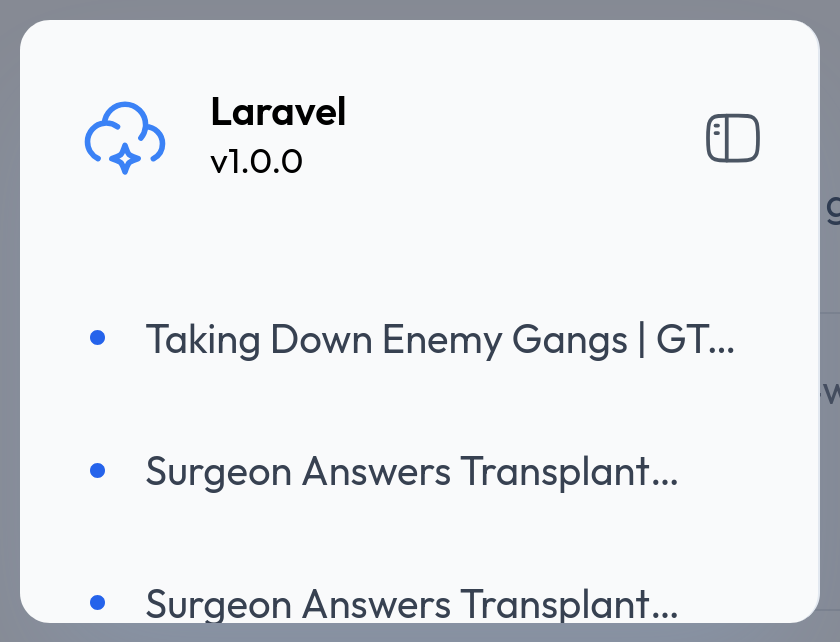 Laravel
v1.0.0
Taking Down Enemy Gangs | GT...
Surgeon Answers Transplant...
Surgeon Answers Transplant...